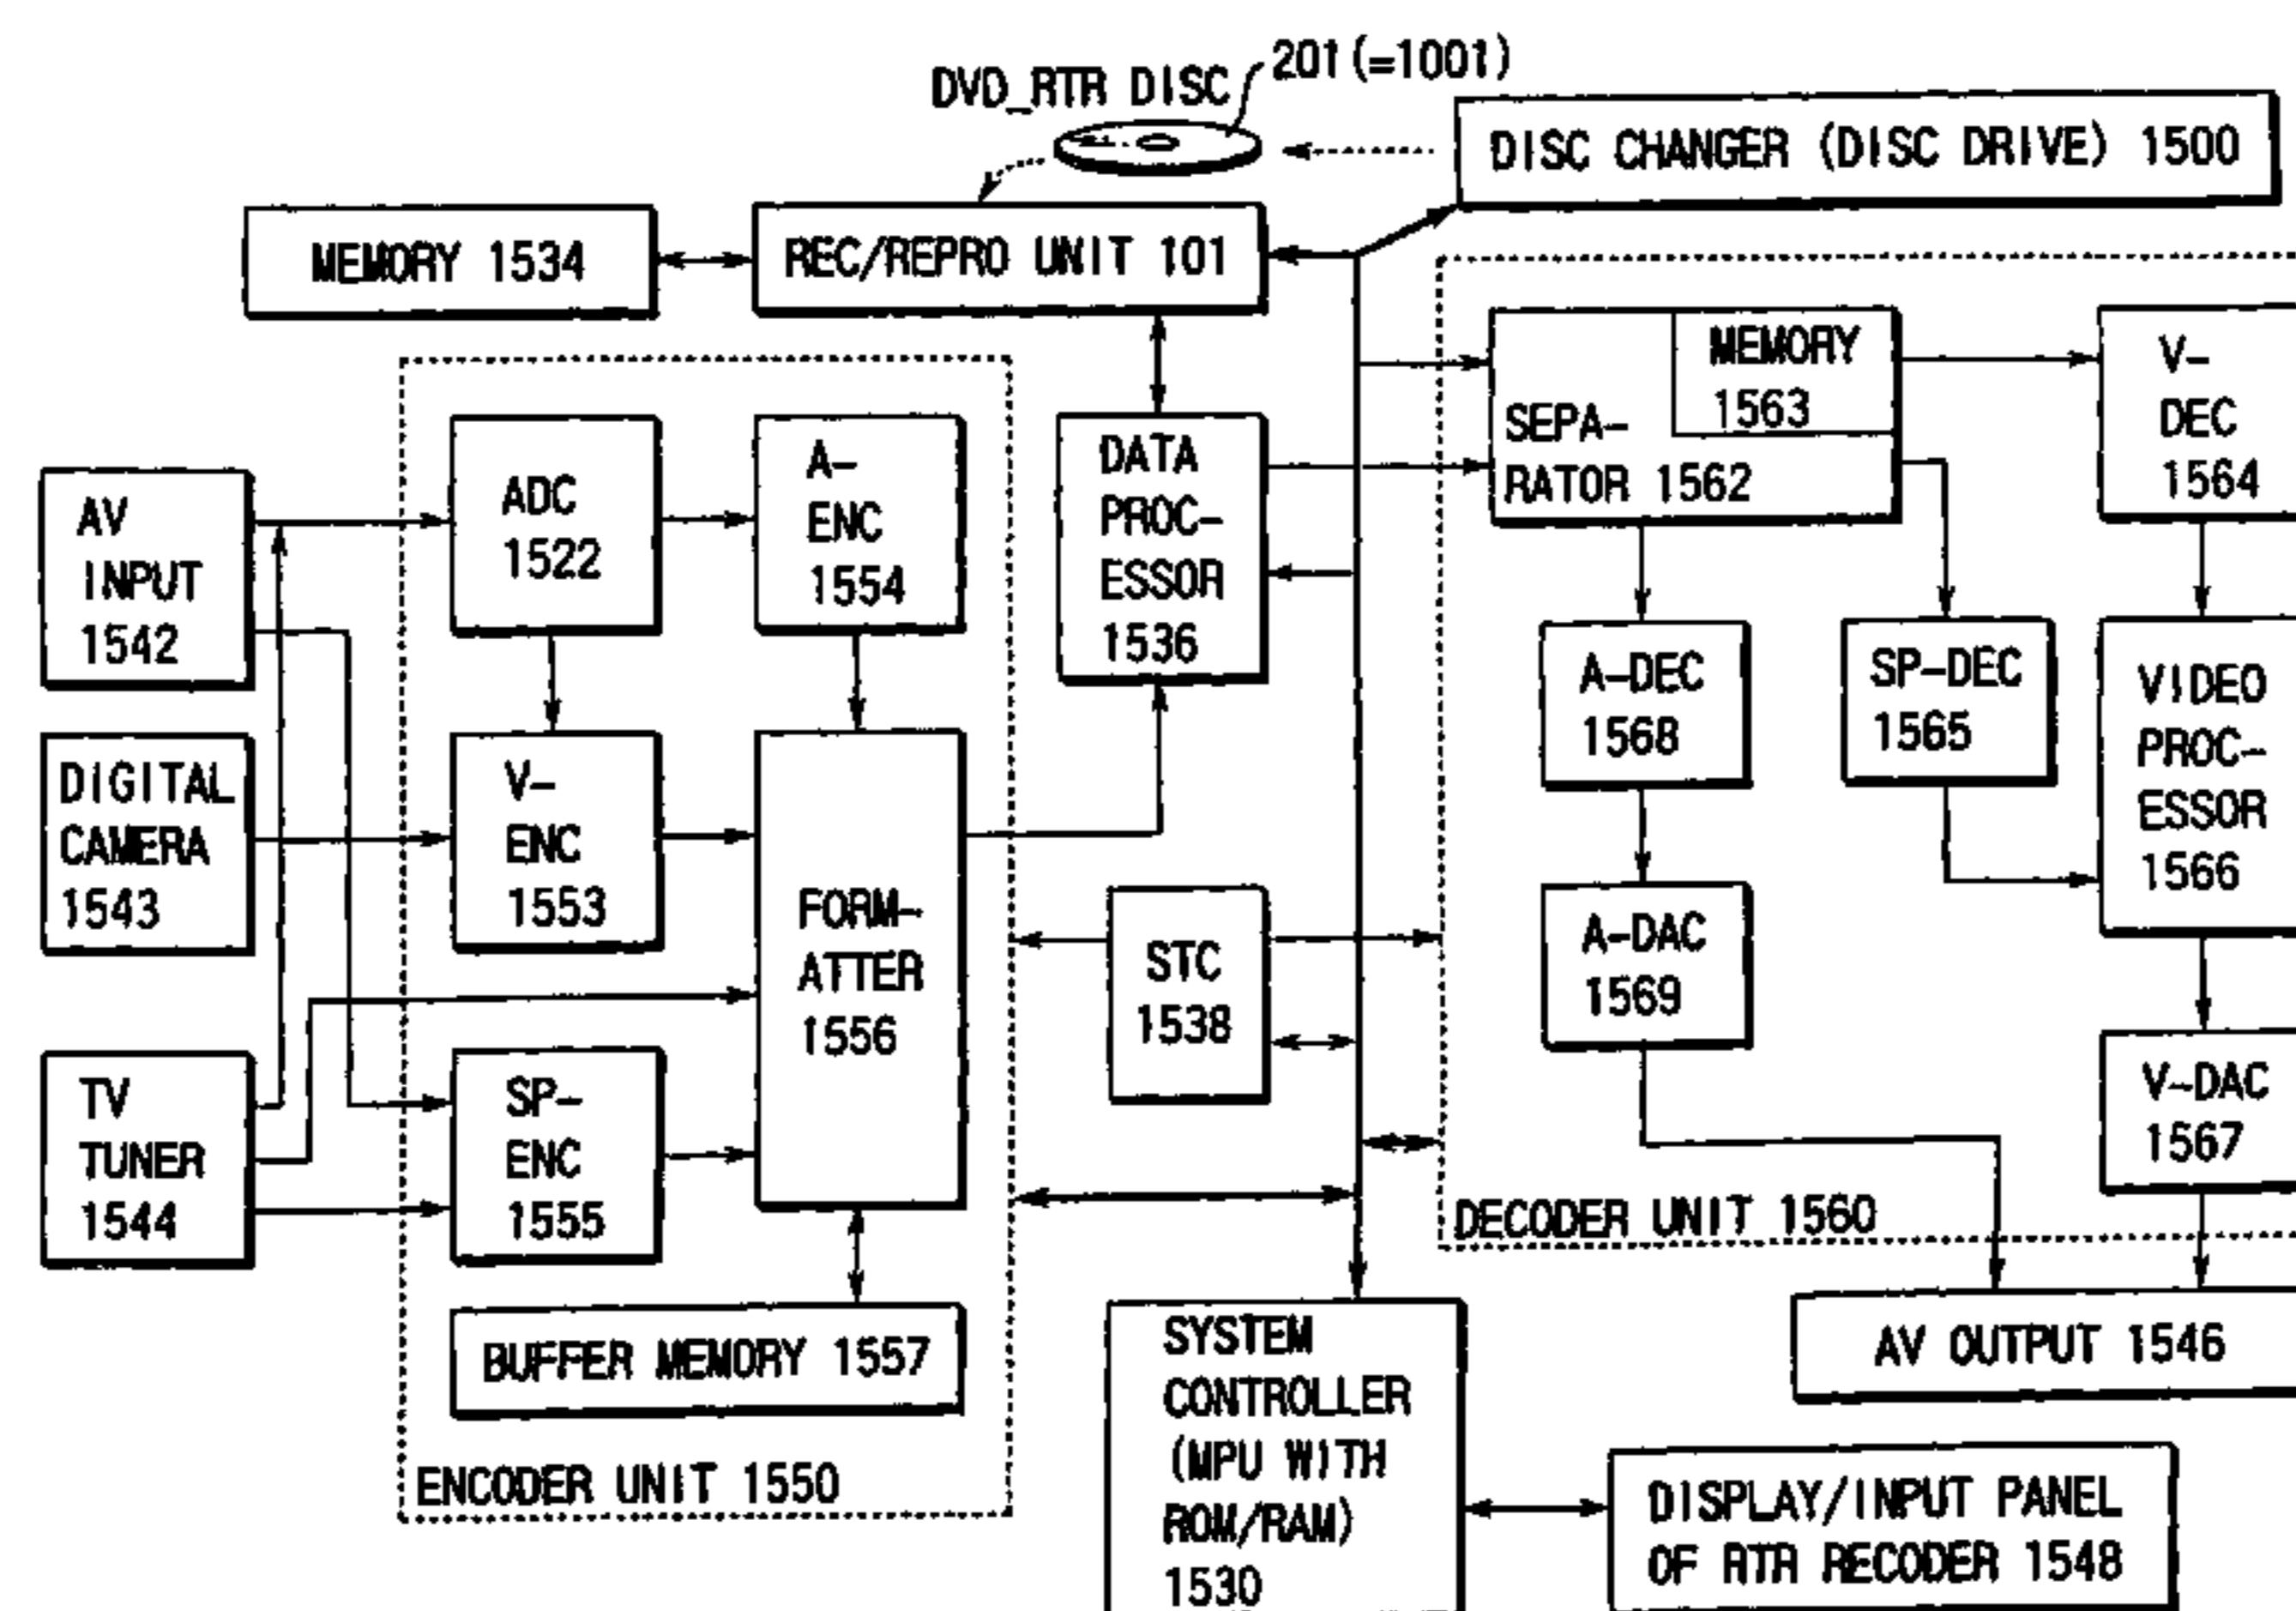 201 (=1001)
DVD_RTR DISC
DISC CHANGER (DISC DRIVE) 1500
MEMORY 1534
REC/REPRO UNIT 101
AV
INPUT
1542
DIGITAL
CAMERA
1543
TV
TUNER
1544
ADC
1522
A-
ENC
1554
V-
ENC
1553
SP-
ENC
1555
FORM-
ATTER
1556
BUFFER MEMORY 1557
ENCODER UNIT 1550
DATA
PROC-
ESSOR
1536
STC
1538
MEMORY
1563
SEPA-
RATOR 1562
V-
DEC
1564
A-DEC
1568
SP-DEC
1565
VIDEO
PROC-
ESSOR
1566
A-DAC
1569
V-DAC
1567
DECODER UNIT 1560
AV OUTPUT 1546
SYSTEM
CONTROLLER
(MPU WITH
ROM/RAM)
1530
DISPLAY/INPUT PANEL
OF RTR RECODER 1548